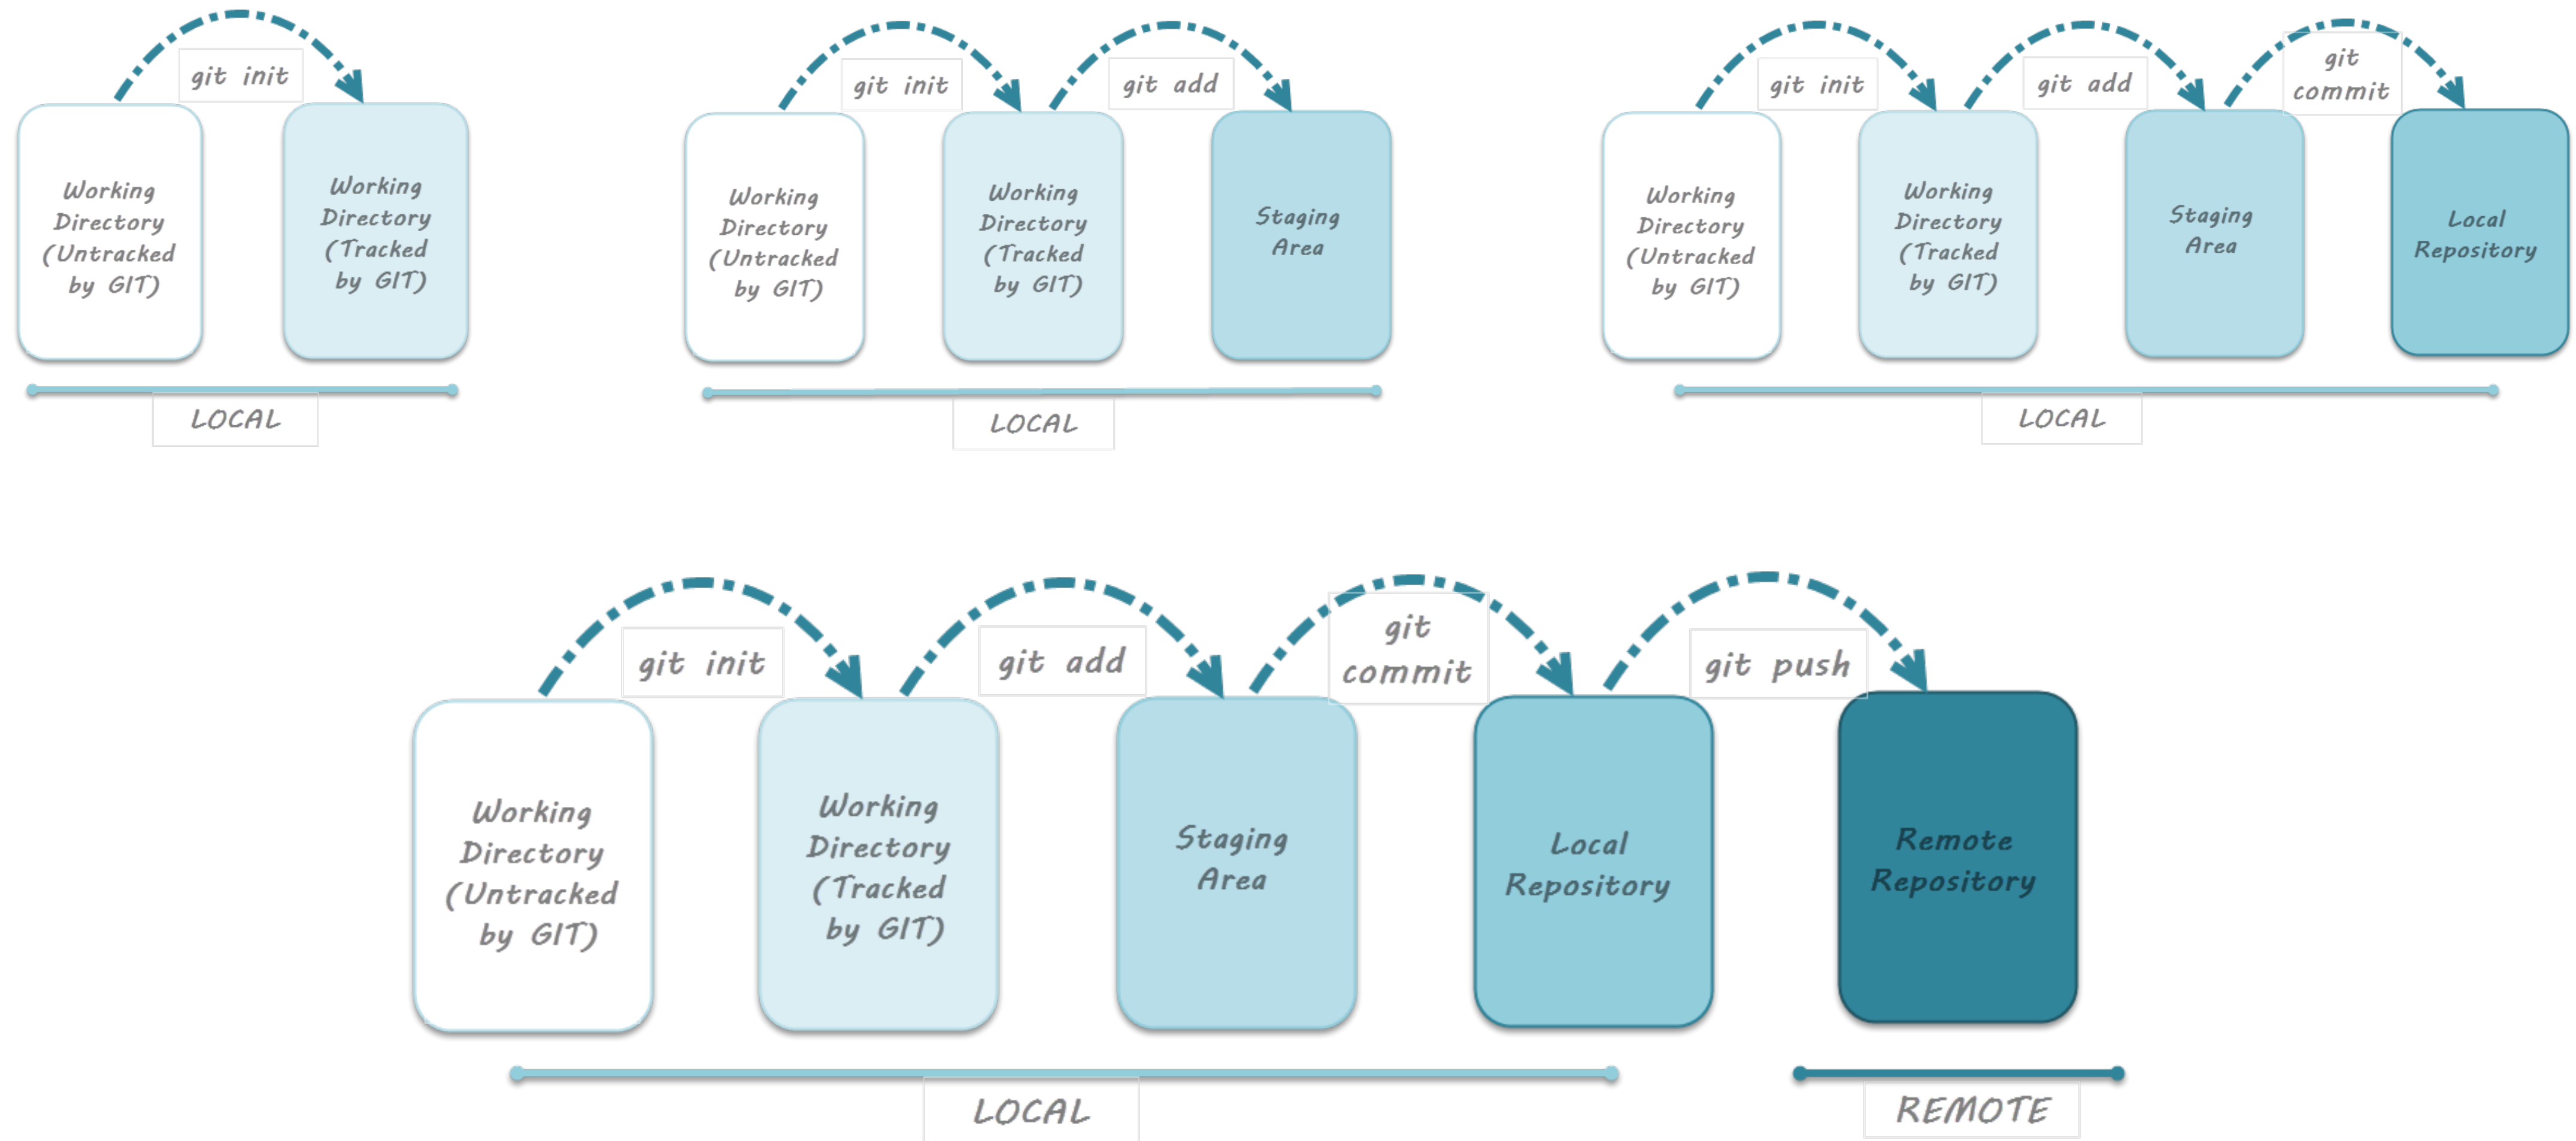 git init
Working
Directory
(Untracked
by GIT)
Working
Directory
(Tracked
by GIT)
LOCAL
git init
git add
Working
Directory
(Untracked
by GIT)
Working
Directory
(Tracked
by GIT)
Staging
Area
LOCAL
git init
git add
git
commit
Working
Directory
(Untracked
by GIT)
Working
Directory
(Tracked
by GIT)
Staging
Area
Local
Repository
LOCAL
git init
git add
git
commit
git push
Working
Directory
(Untracked
by GIT)
Working
Directory
(Tracked
by GIT)
Staging
Area
Local
Repository
Remote
Repository
LOCAL
REMOTE